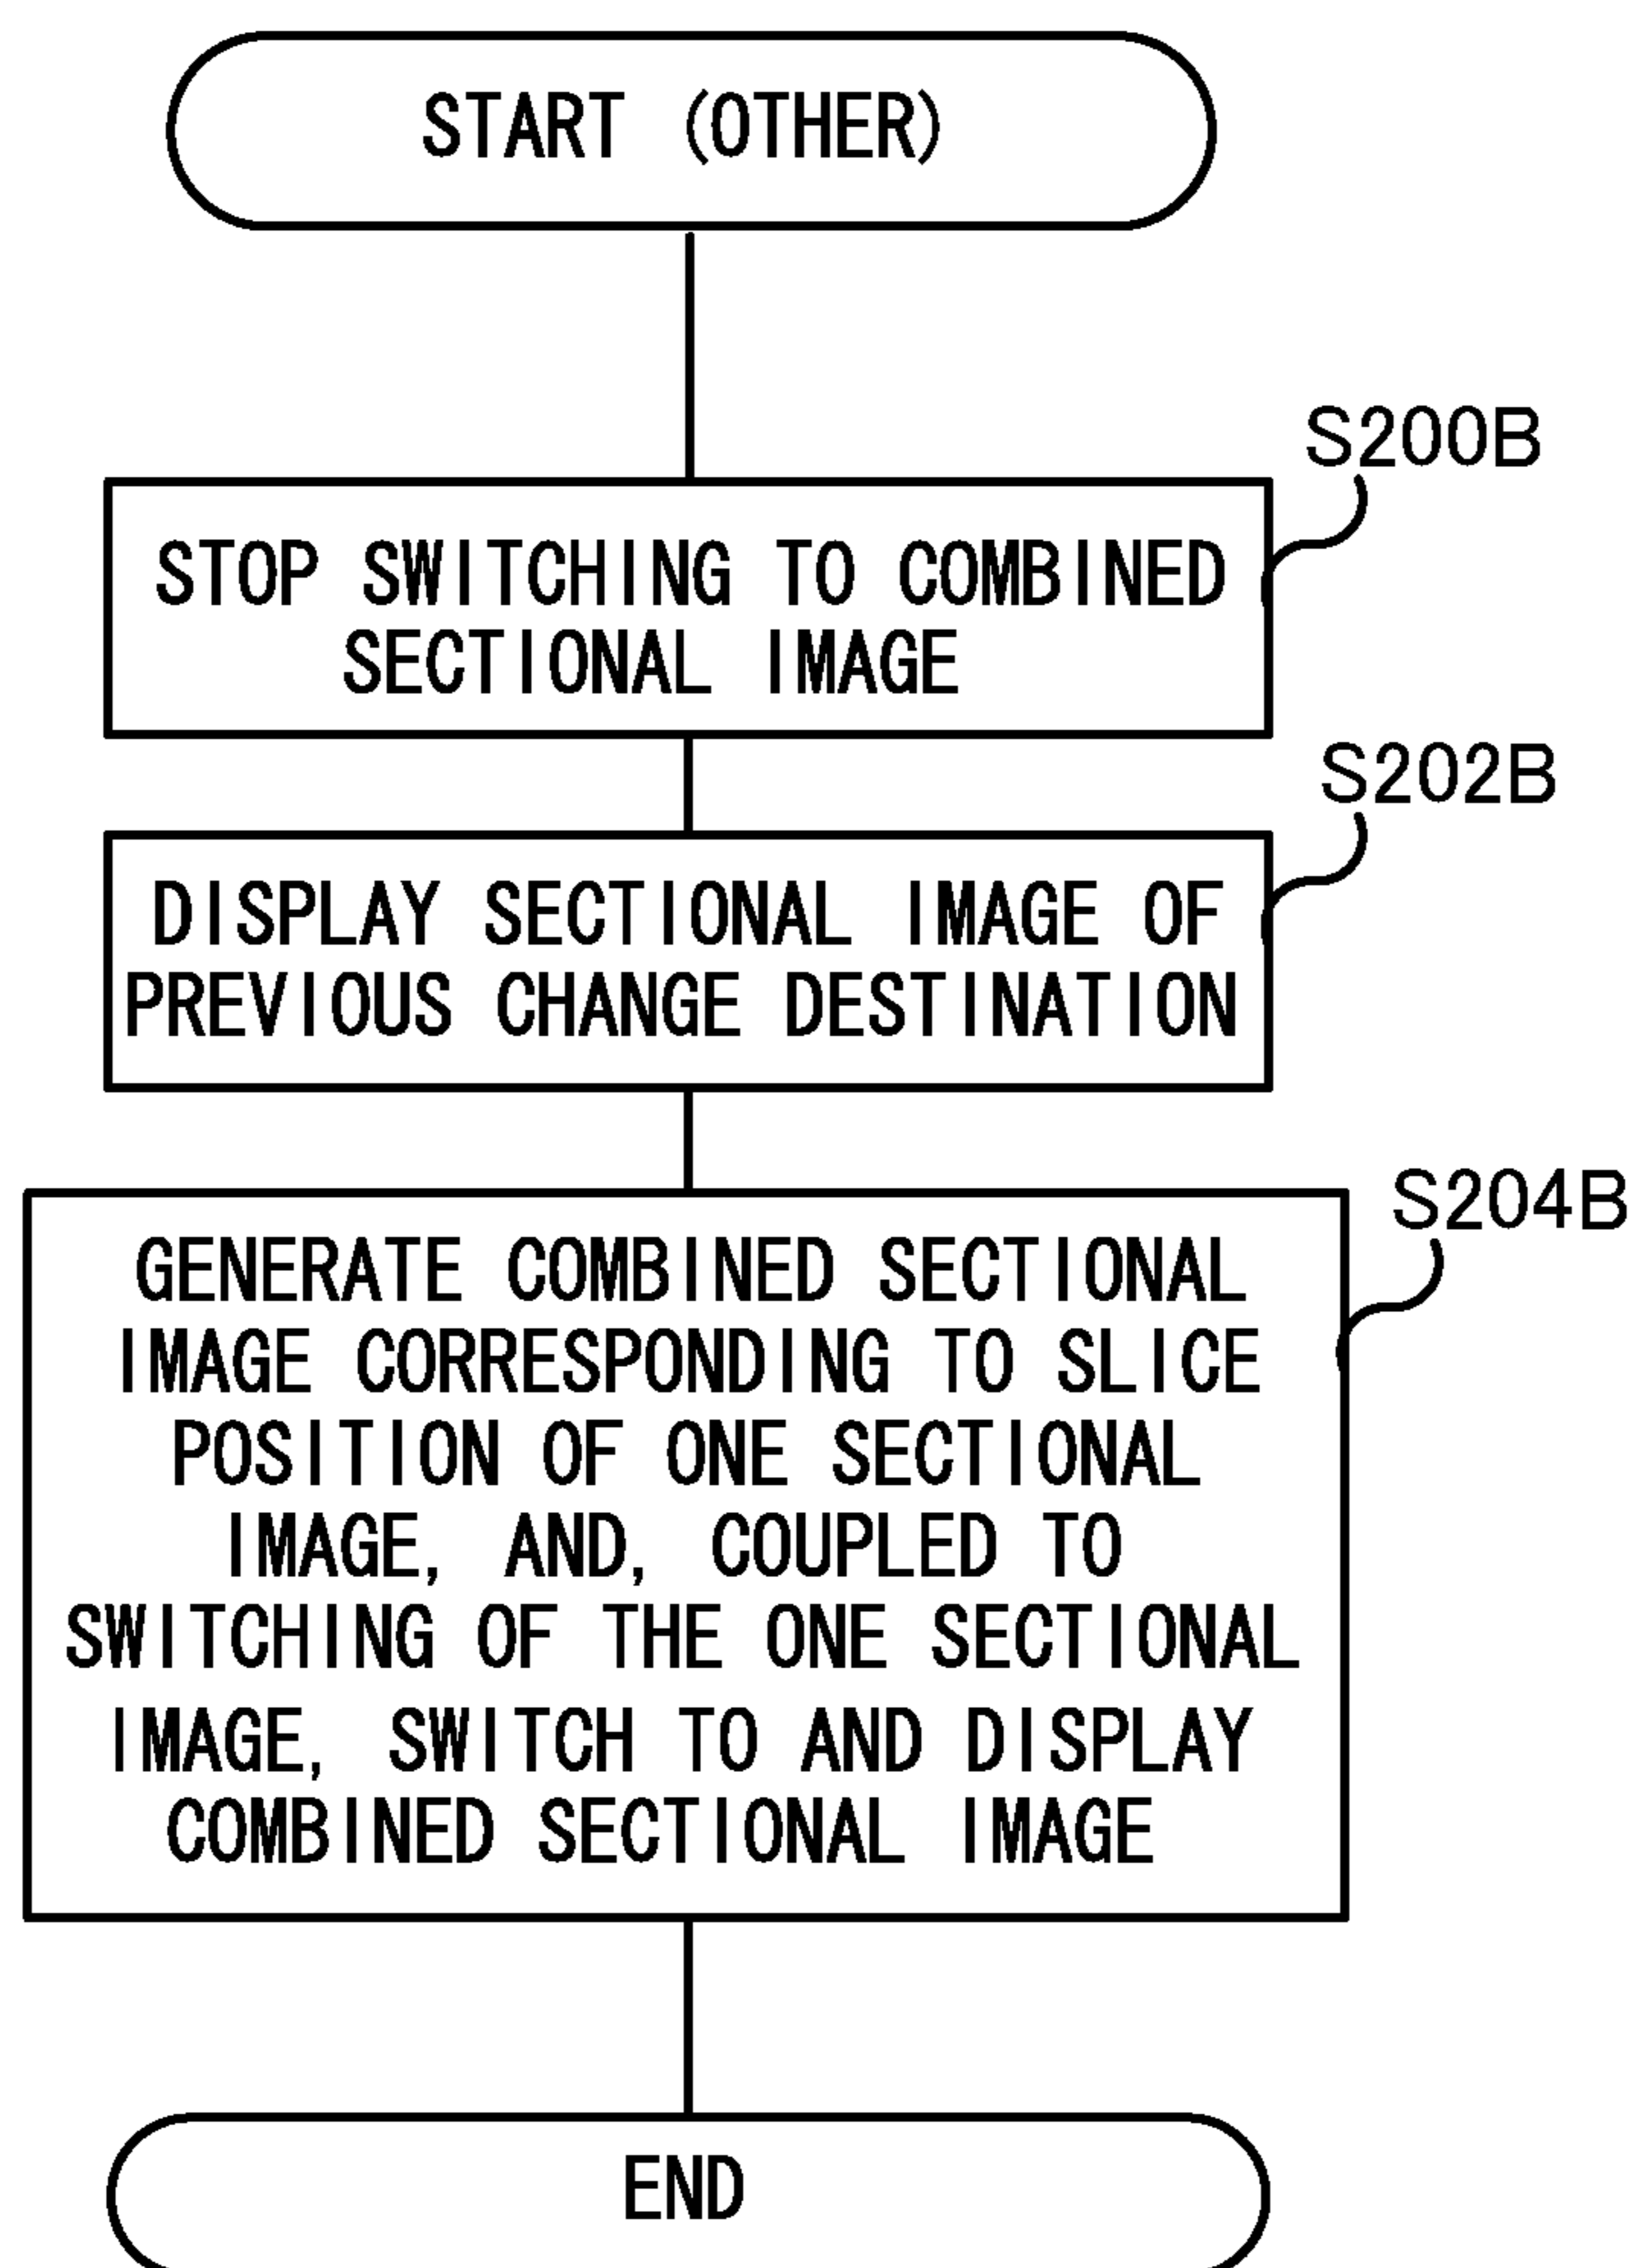 START (OTHER)
S200B
STOP SWITCHING TO COMBINED
SECTIONAL IMAGE
S202B
DISPLAY SECTIONAL IMAGE OF
PREVIOUS CHANGE DESTINATION
S204B
GENERATE COMBINED SECTIONAL
IMAGE CORRESPONDING TO SLICE
POSITION OF ONE SECTIONAL
IMAGE, AND, COUPLED TO
SWITCHING OF THE ONE SECTIONAL
IMAGE, SWITCH TO AND DISPLAY
COMBINED SECTIONAL IMAGE
END